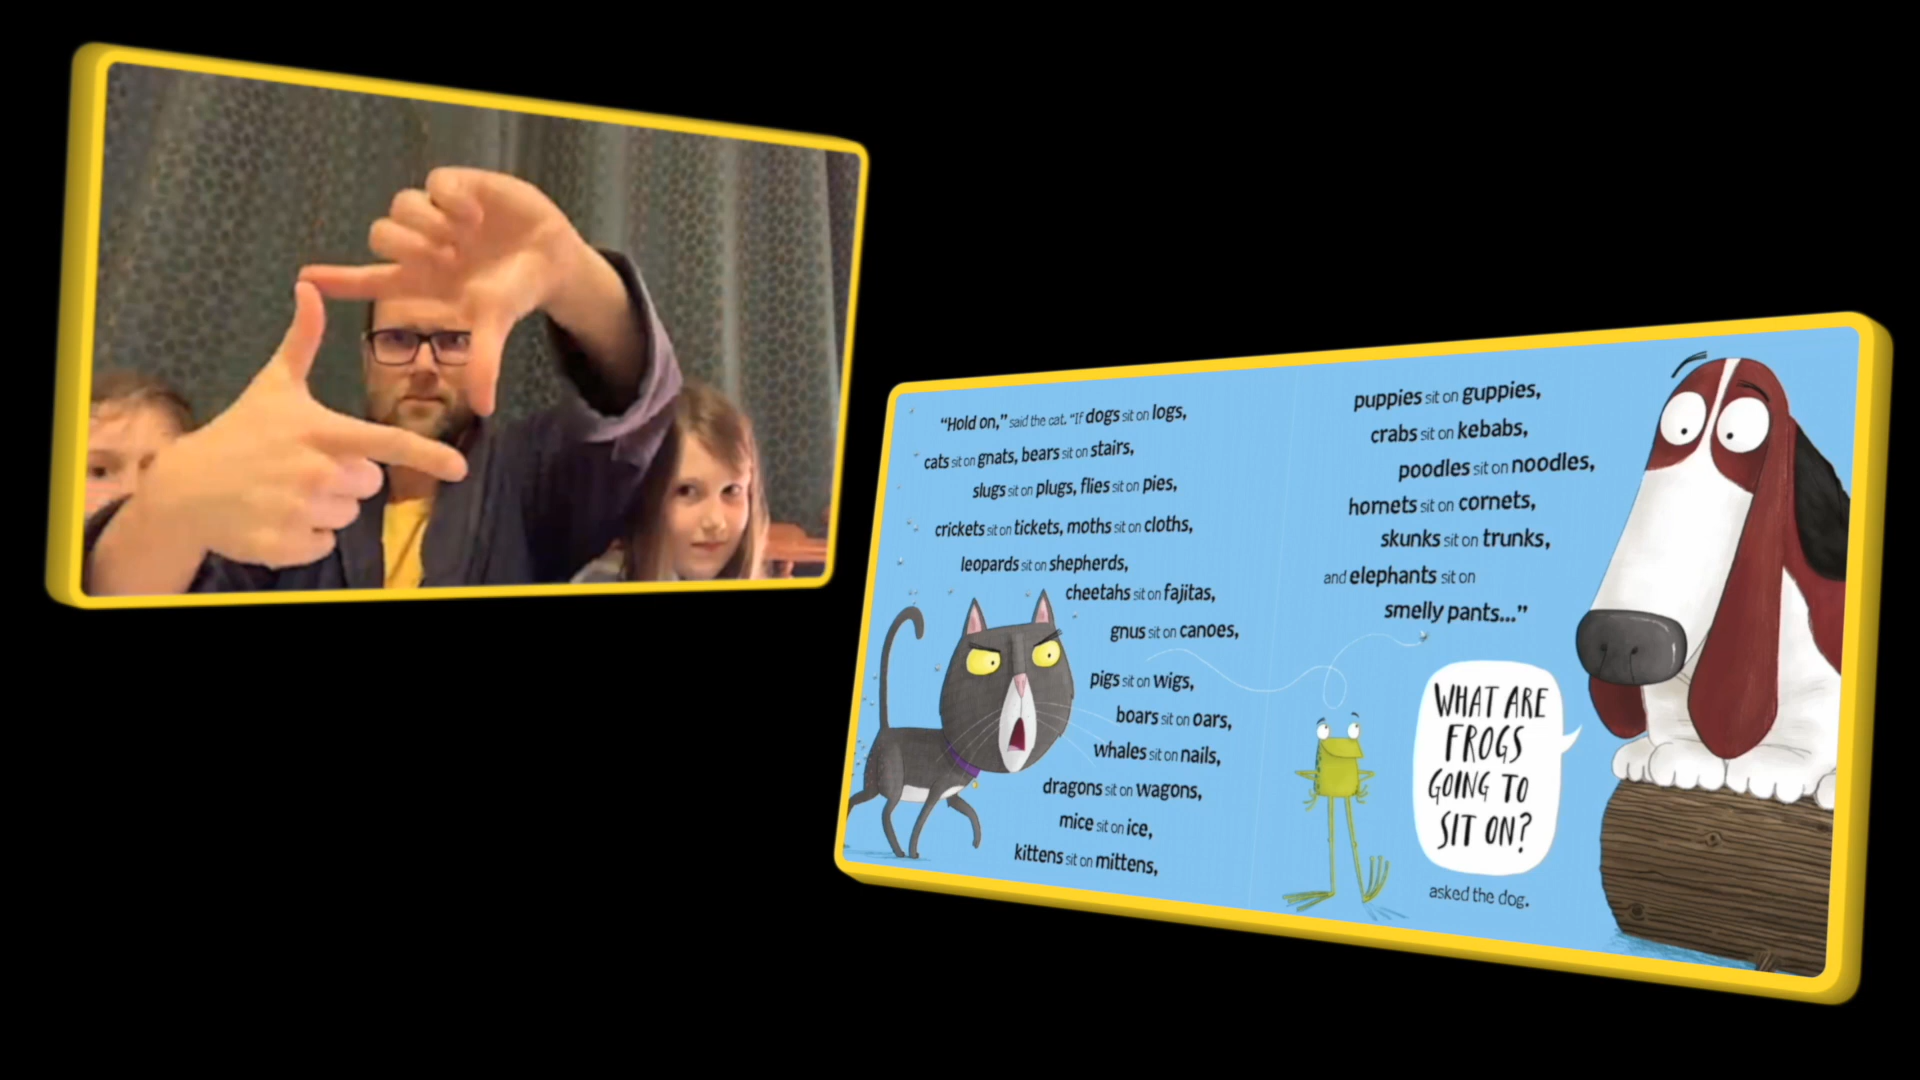 "Hold on," said the cat. "If dogs sit on logs,
cats sit on gnats, bears sit on stairs,
slugs sit on plugs, flies sit on pies,
crickets sit on tickets, moths sit on cloths,
leopards sit on shepherds,
cheetahs sit on fajitas,
gnus sit on canoes,
pigs sit on wigs,
boars sit on oars,
whales sit on nails,
dragons sit on wagons,
mice sit on ice,
kittens sit on mittens,
puppies sit on guppies,
crabs sit on kebabs,
poodles sit on noodles,
hornets sit on cornets,
skunks sit on trunks,
and elephants sit on
smelly pants..."
WHAT ARE
FROGS
GOING TO
SIT ON?
asked the dog.